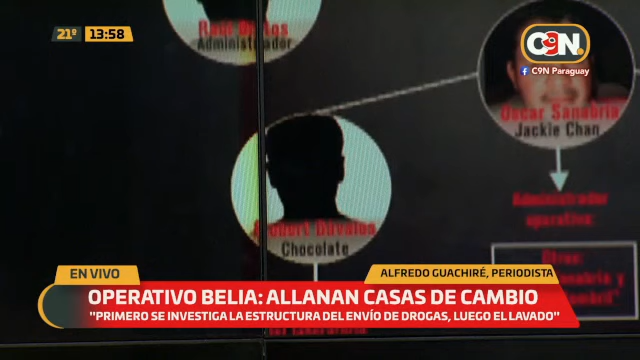 21º 13:58
C9N
C9N Paraguay
Administrador
Oscar Sanabria
Jackie Chan
Chocolate
Administrador
operativo:
EN VIVO
ALFREDO GUACHIRÉ, PERIODISTA
OPERATIVO BELIA: ALLANAN CASAS DE CAMBIO
"PRIMERO SE INVESTIGA LA ESTRUCTURA DEL ENVÍO DE DROGAS, LUEGO EL LAVADO"